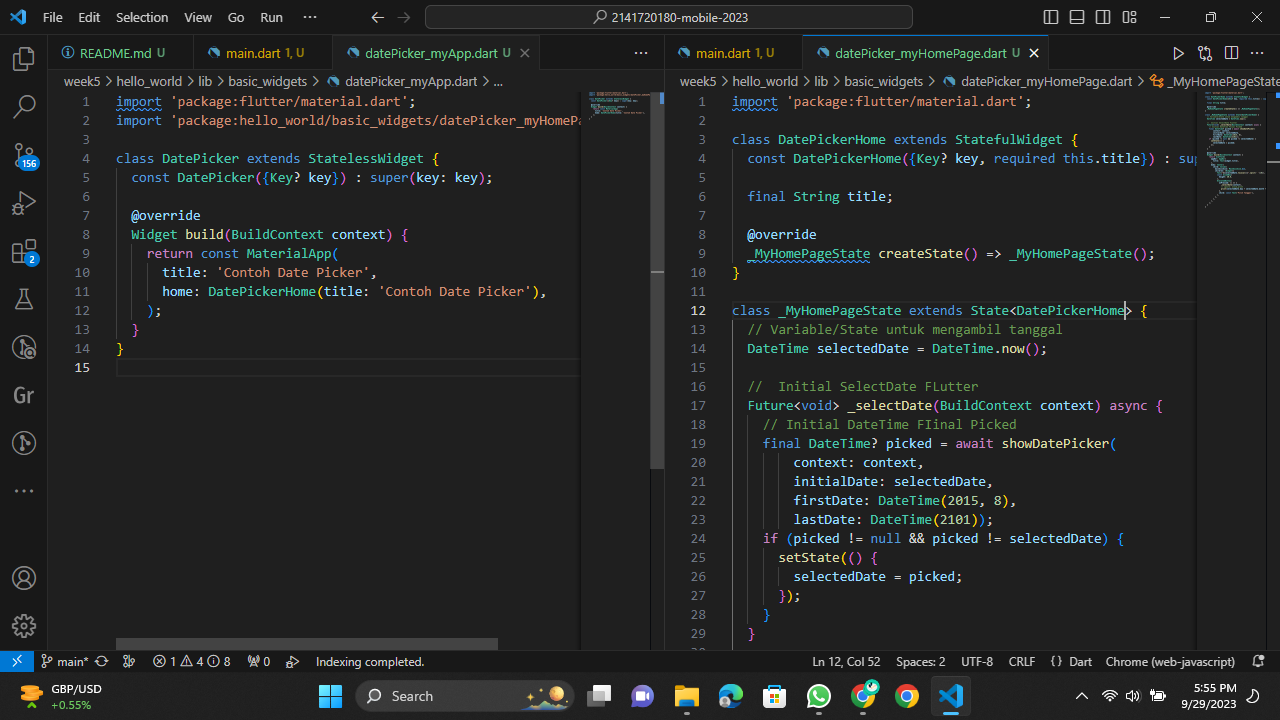 File Edit Selection View Go Run ···
2141720180-mobile-2023
README.md U
main.dart 1, U
datePicker_myApp.dart U
week5 > hello_world > lib > basic_widgets > datePicker_myApp.dart > ...
1 import 'package:flutter/material.dart';
2 import 'package:hello_world/basic_widgets/datePicker_myHomePa
3
4 class DatePicker extends StatelessWidget {
5 const DatePicker({Key? key}) : super(key: key);
6
7 @override
8 Widget build(BuildContext context) {
9 return const MaterialApp(
10 title: 'Contoh Date Picker',
11 home: DatePickerHome(title: 'Contoh Date Picker'),
12 );
13 }
14 }
15
main.dart 1, U
datePicker_myHomePage.dart U
week5 > hello_world > lib > basic_widgets > datePicker_myHomePage.dart > _MyHomePageState
1 import 'package:flutter/material.dart';
2
3 class DatePickerHome extends StatefulWidget {
4 const DatePickerHome({Key? key, required this.title}) : sup
5
6 final String title;
7
8 @override
9 _MyHomePageState createState() => _MyHomePageState();
10 }
11
12 class _MyHomePageState extends State<DatePickerHome> {
13 // Variable/State untuk mengambil tanggal
14 DateTime selectedDate = DateTime.now();
15
16 //  Initial SelectDate FLutter
17 Future<void> _selectDate(BuildContext context) async {
18 // Initial DateTime FIinal Picked
19 final DateTime? picked = await showDatePicker(
20 context: context,
21 initialDate: selectedDate,
22 firstDate: DateTime(2015, 8),
23 lastDate: DateTime(2101));
24 if (picked != null && picked != selectedDate) {
25 setState(() {
26 selectedDate = picked;
27 });
28 }
29 }
156
2
Gr
main* 1 4 8 0 Indexing completed.
Ln 12, Col 52 Spaces: 2 UTF-8 CRLF {} Dart Chrome (web-javascript)
GBP/USD
+0.55%
Search
5:55 PM
9/29/2023